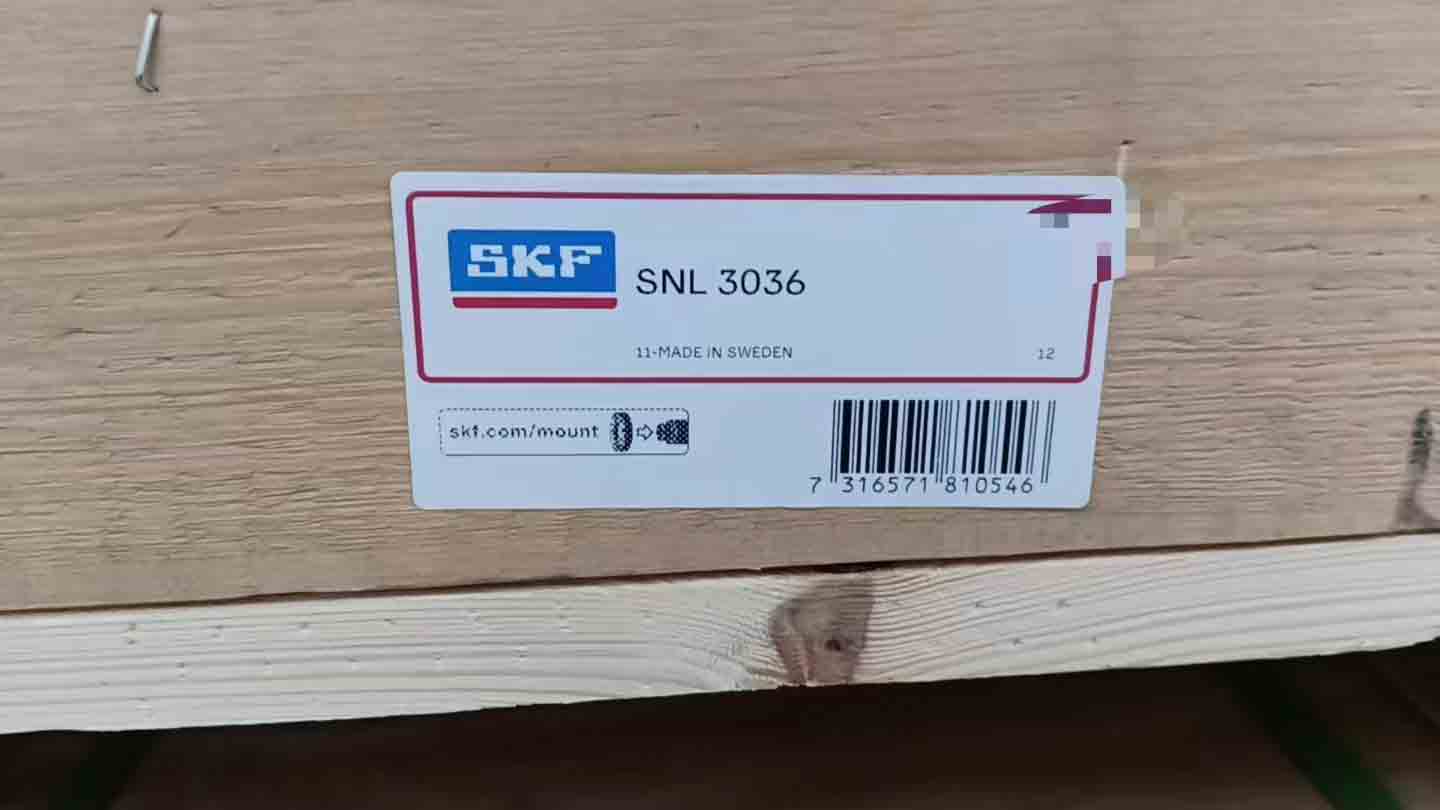 SKF
SNL 3036
11-MADE IN SWEDEN
12
skf.com/mount
7 316571 810546